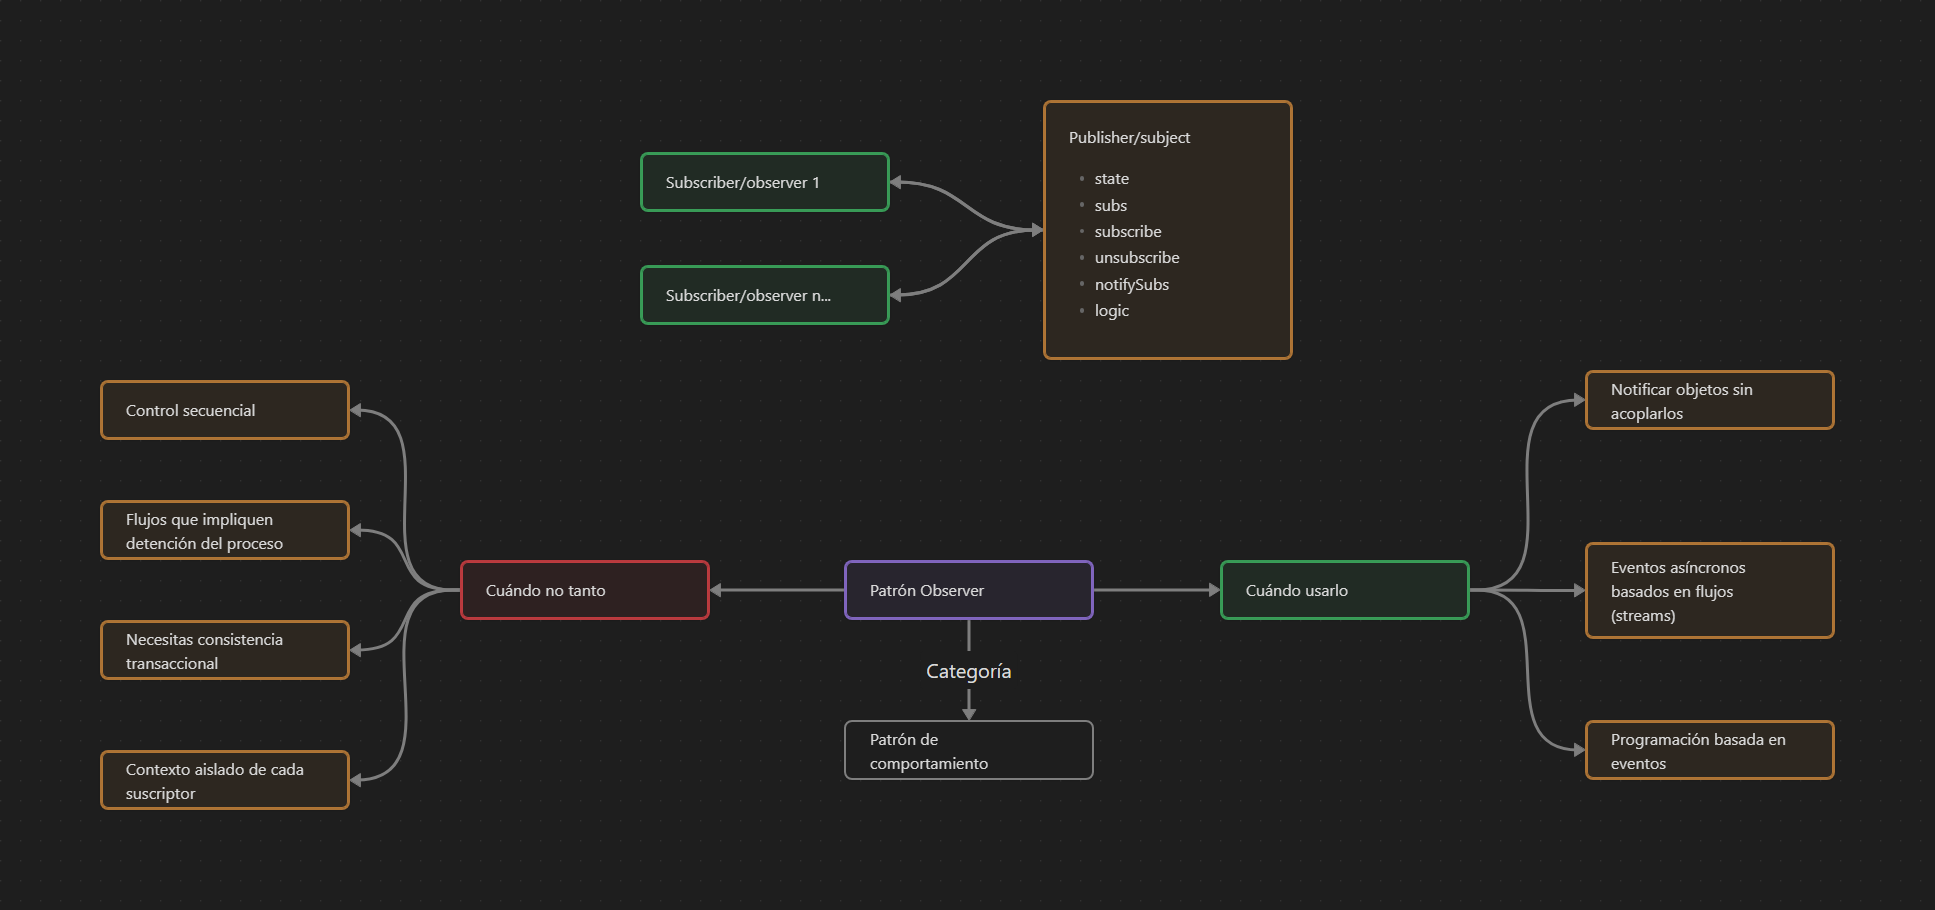 Publisher/subject
state
subs
subscribe
unsubscribe
notifySubs
logic
Subscriber/observer 1
Subscriber/observer n...
Control secuencial
Flujos que impliquen
detención del proceso
Necesitas consistencia
transaccional
Contexto aislado de cada
suscriptor
Cuándo no tanto
Patrón Observer
Categoría
Patrón de
comportamiento
Cuándo usarlo
Notificar objetos sin
acoplarlos
Eventos asíncronos
basados en flujos
(streams)
Programación basada en
eventos